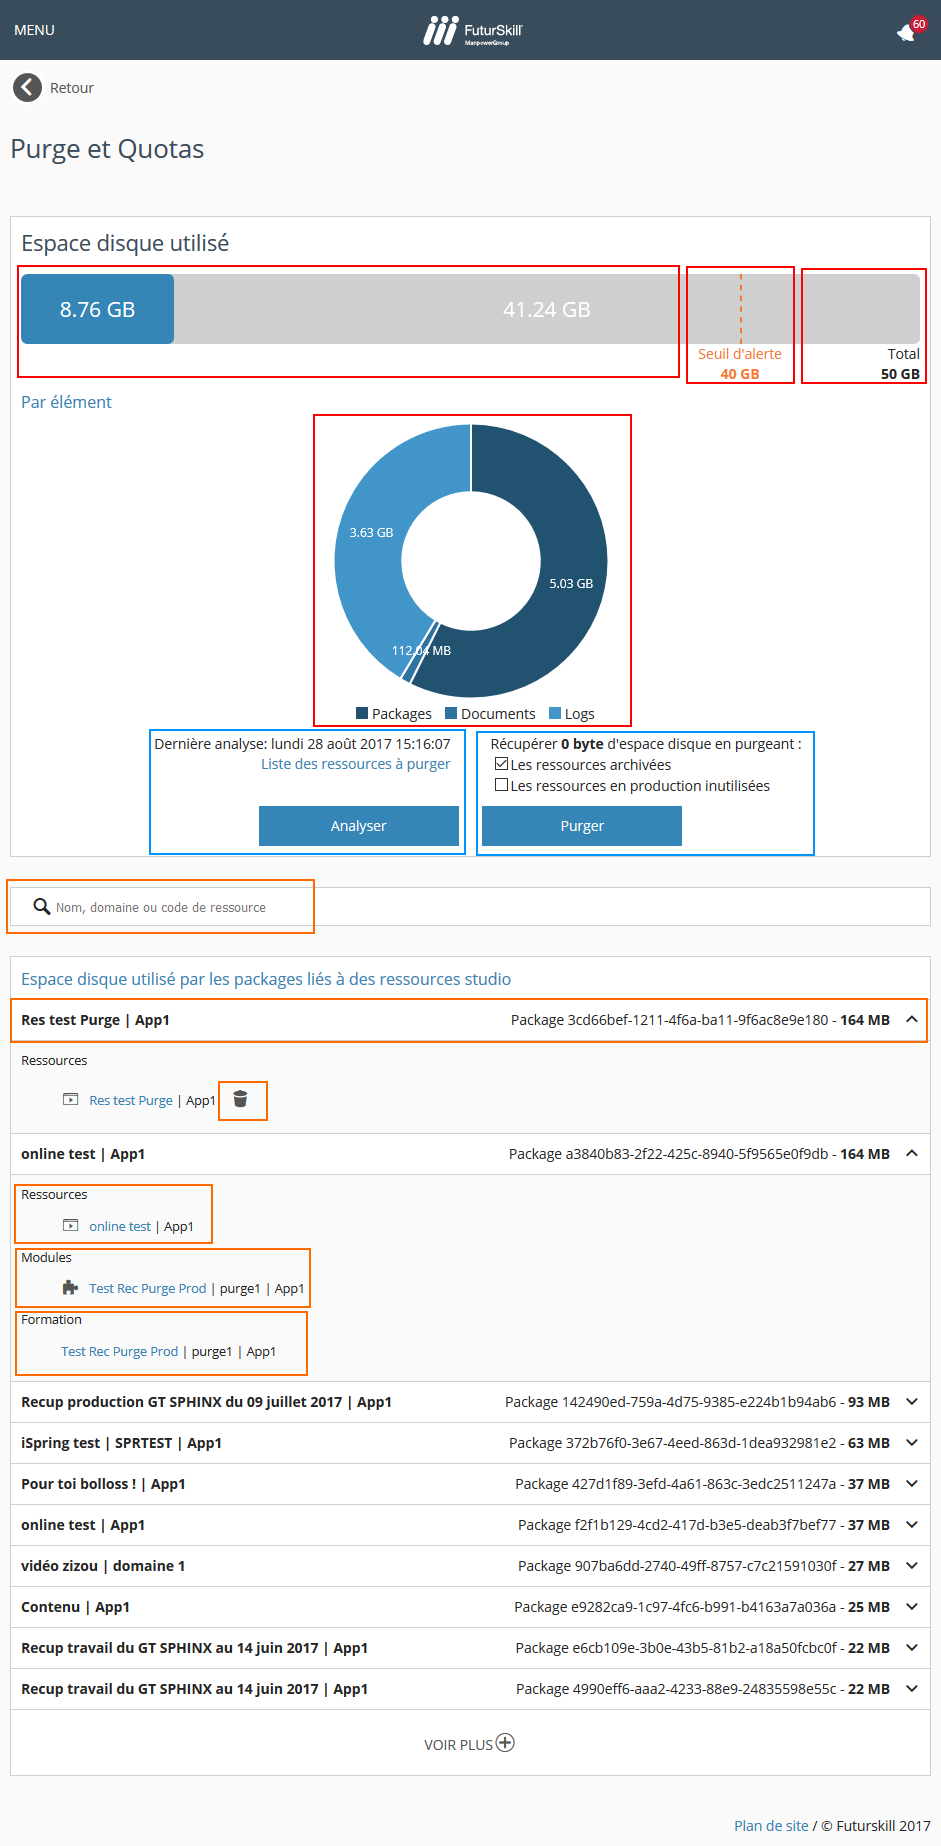 MENU
FuturSkill
ManpowerGroup
60
Retour
Purge et Quotas
Espace disque utilisé
8.76 GB
41.24 GB
Seuil d'alerte
40 GB
Total
50 GB
Par élément
3.63 GB
5.03 GB
112.04 MB
Packages Documents Logs
Dernière analyse: lundi 28 août 2017 15:16:07
Liste des ressources à purger
Analyser
Récupérer 0 byte d'espace disque en purgeant :
Les ressources archivées
Les ressources en production inutilisées
Purger
Nom, domaine ou code de ressource
Espace disque utilisé par les packages liés à des ressources studio
Res test Purge | App1 Package 3cd66bef-1211-4f6a-ba11-9f6ac8e9e180 - 164 MB
Ressources
Res test Purge | App1
online test | App1 Package a3840b83-2f22-425c-8940-5f9565e0f9db - 164 MB
Ressources
online test | App1
Modules
Test Rec Purge Prod | purge1 | App1
Formation
Test Rec Purge Prod | purge1 | App1
Recup production GT SPHINX du 09 juillet 2017 | App1 Package 142490ed-759a-4d75-9385-e224b1b94ab6 - 93 MB
iSpring test | SPRTEST | App1 Package 372b76f0-3e67-4eed-863d-1dea932981e2 - 63 MB
Pour toi bolloss ! | App1 Package 427d1f89-3efd-4a61-863c-3edc2511247a - 37 MB
online test | App1 Package f2f1b129-4cd2-417d-b3e5-deab3f7bef77 - 37 MB
vidéo zizou | domaine 1 Package 907ba6dd-2740-49ff-8757-c7c21591030f - 27 MB
Contenu | App1 Package e9282ca9-1c97-4fc6-b991-b4163a7a036a - 25 MB
Recup travail du GT SPHINX au 14 juin 2017 | App1 Package e6cb109e-3b0e-43b5-81b2-a18a50fcbc0f - 22 MB
Recup travail du GT SPHINX au 14 juin 2017 | App1 Package 4990eff6-aaa2-4233-88e9-24835598e55c - 22 MB
VOIR PLUS
Plan de site / © Futurskill 2017